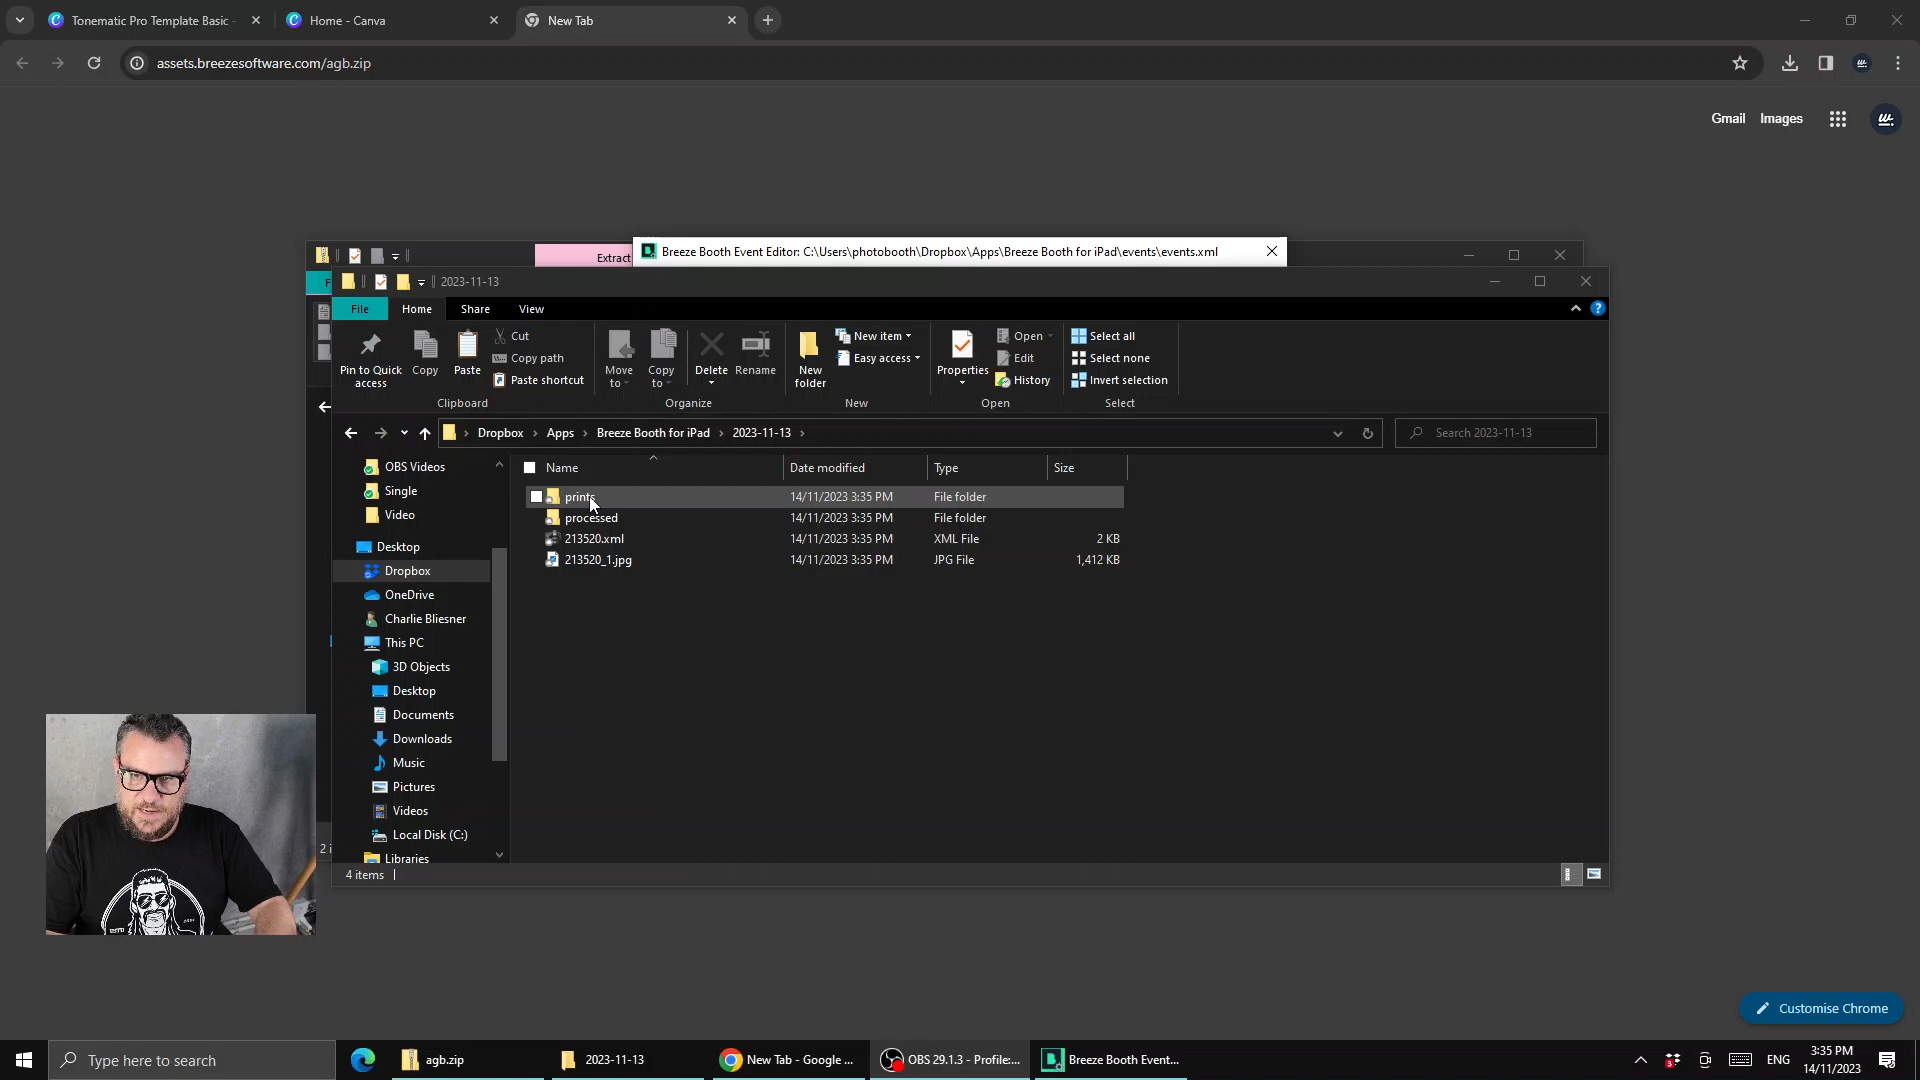 Tonematic Pro Template Basic -
Home - Canva
New Tab
assets.breezesoftware.com/agb.zip
Gmail
Images
Extract
Breeze Booth Event Editor: C:\Users\photobooth\Dropbox\Apps\Breeze Booth for iPad\events\events.xml
2023-11-13
File
Home
Share
View
Pin to Quick access
Copy
Paste
Cut
Copy path
Paste shortcut
Clipboard
Move to
Copy to
Delete
Rename
Organize
New folder
New item
Easy access
New
Properties
Open
Edit
History
Open
Select all
Select none
Invert selection
Select
Dropbox
Apps
Breeze Booth for iPad
2023-11-13
Search 2023-11-13
OBS Videos
Single
Video
Desktop
Dropbox
OneDrive
Charlie Bliesner
This PC
3D Objects
Desktop
Documents
Downloads
Music
Pictures
Videos
Local Disk (C:)
Libraries
Name
Date modified
Type
Size
prints
14/11/2023 3:35 PM
File folder
processed
14/11/2023 3:35 PM
File folder
213520.xml
14/11/2023 3:35 PM
XML File
2 KB
213520_1.jpg
14/11/2023 3:35 PM
JPG File
1,412 KB
4 items
Customise Chrome
Type here to search
agb.zip
2023-11-13
New Tab - Google ...
OBS 29.1.3 - Profile:...
Breeze Booth Event...
ENG
3:35 PM
14/11/2023